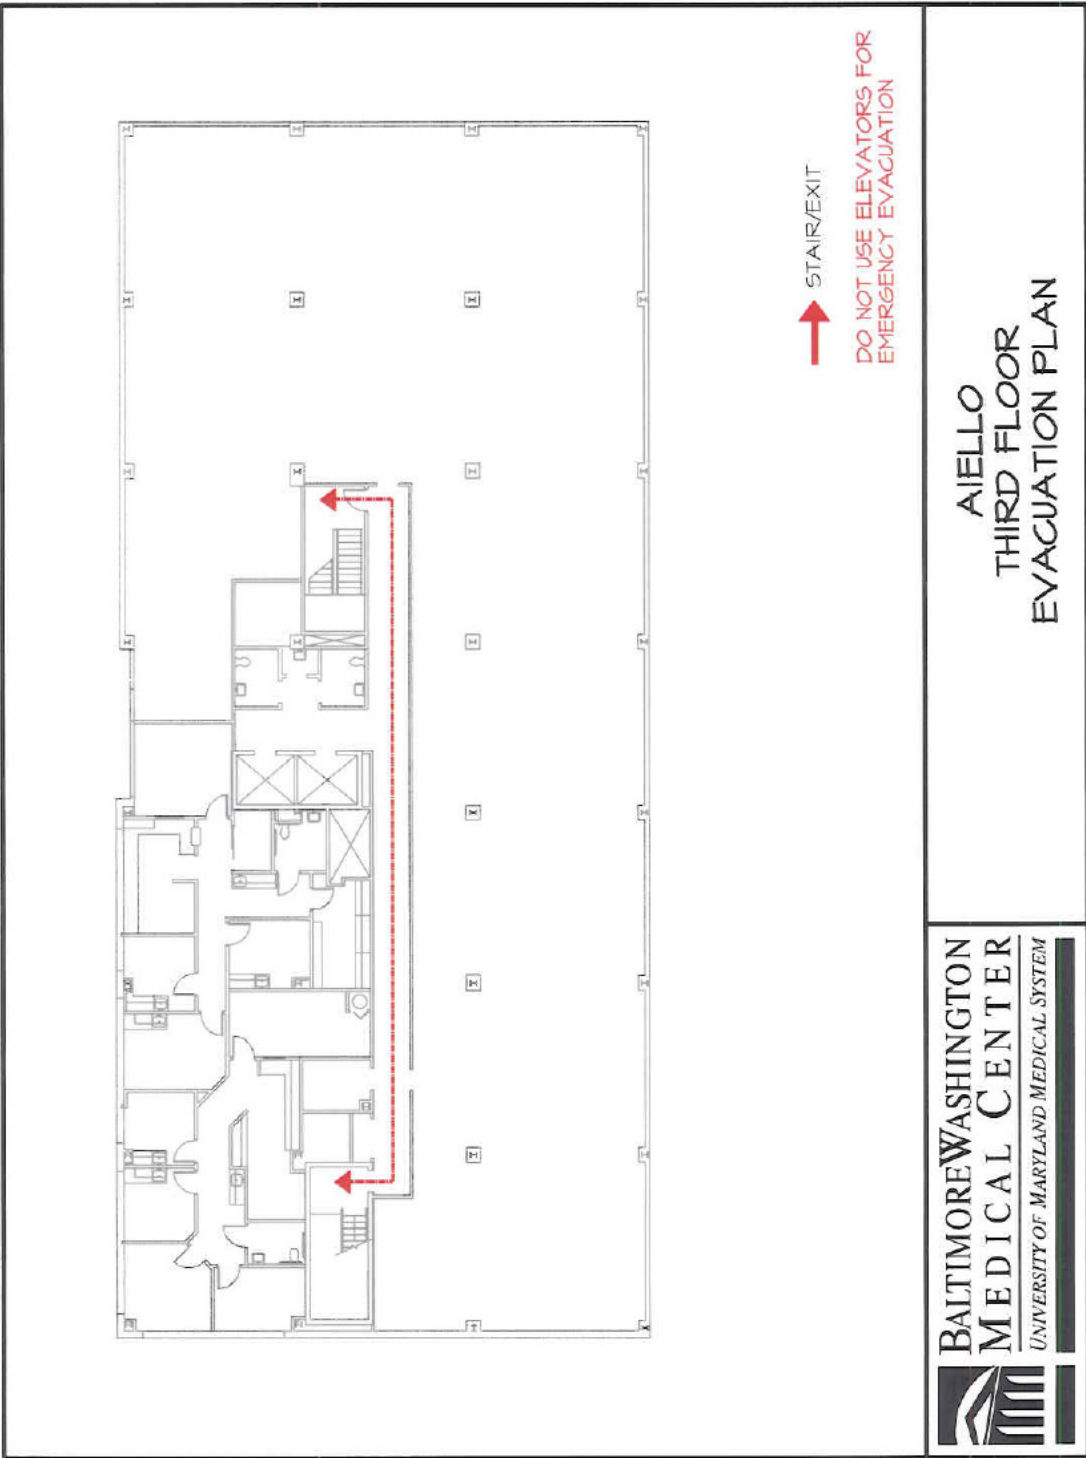 STAIR/EXIT
DO NOT USE ELEVATORS FOR
EMERGENCY EVACUATION
BALTIMORE WASHINGTON
MEDICAL CENTER
UNIVERSITY OF MARYLAND MEDICAL SYSTEM
AIELLO
THIRD FLOOR
EVACUATION PLAN